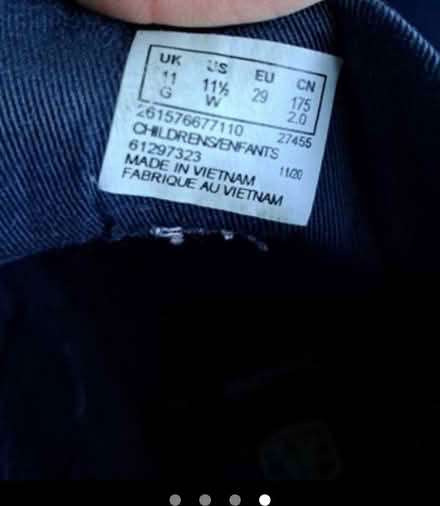 UK US EU CN
11 11½ 29 175
G W 2.0
261576677110 27455
CHILDRENS/ENFANTS
61297323 11/20
MADE IN VIETNAM
FABRIQUE AU VIETNAM